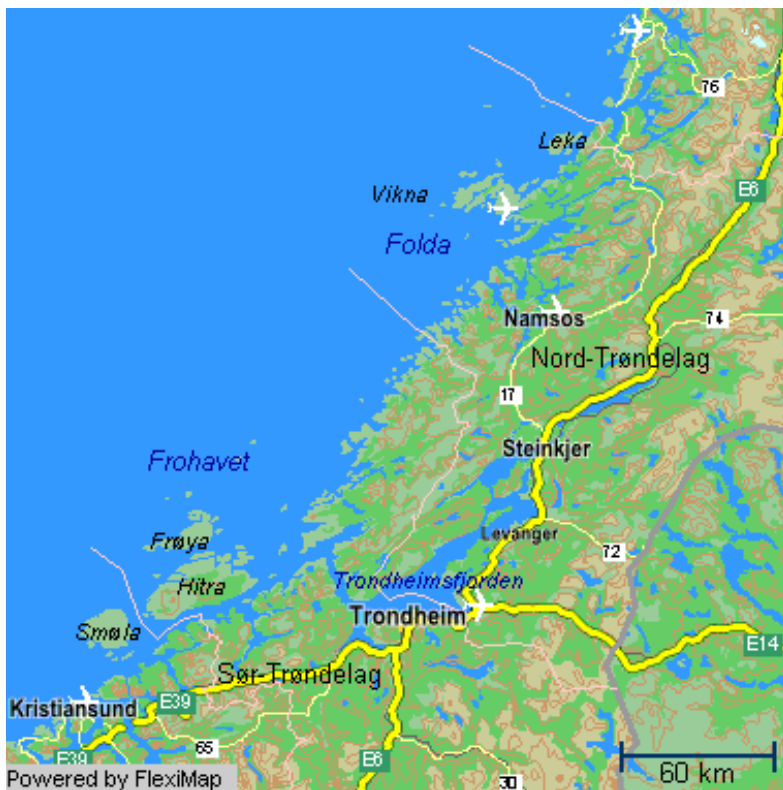 76
Leka
E6
Vikna
Folda
Namsos
74
Nord-Trøndelag
17
Steinkjer
Frohavet
Levanger
Frøya
72
Hitra
Trondheimsfjorden
Trondheim
Smøla
E14
Sør-Trøndelag
E39
Kristiansund
65
E39
E6
60 km
30
Powered by FlexiMap